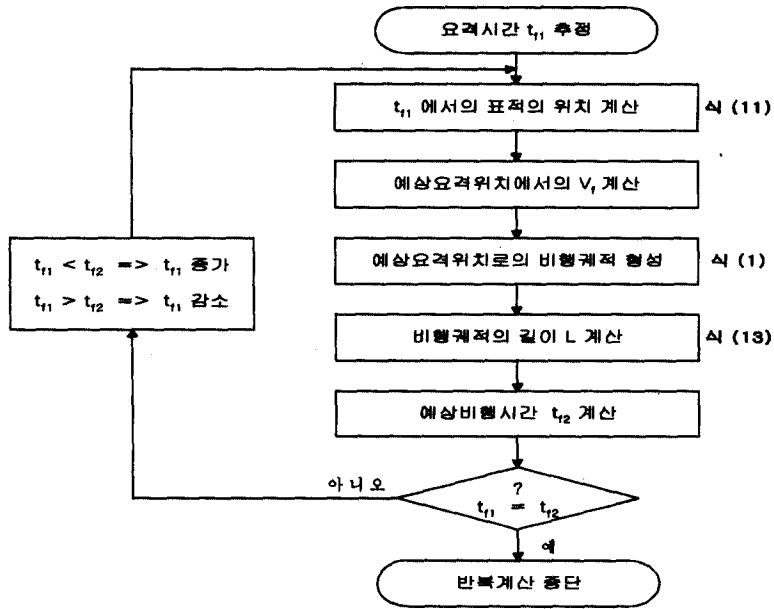 요격시간 t_f1 추정
t_f1 에서의 표적의 위치 계산
식 (11)
예상요격위치에서의 V_f 계산
예상요격위치로의 비행궤적 형성
식 (1)
비행궤적의 길이 L 계산
식 (13)
예상비행시간 t_f2 계산
?
t_f1 = t_f2
아니오
t_f1 < t_f2 => t_f1 증가
t_f1 > t_f2 => t_f1 감소
예
반복계산 중단